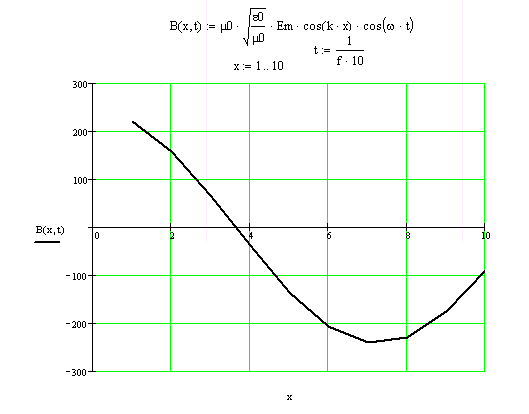 B(x,t) := μ0 · √(ε0/μ0) · Em · cos(k · x) · cos(ω · t)
t := 1/(f · 10)
x := 1 .. 10
300
200
100
0 2 4 6 8 10
B(x,t)
−100
−200
−300
x